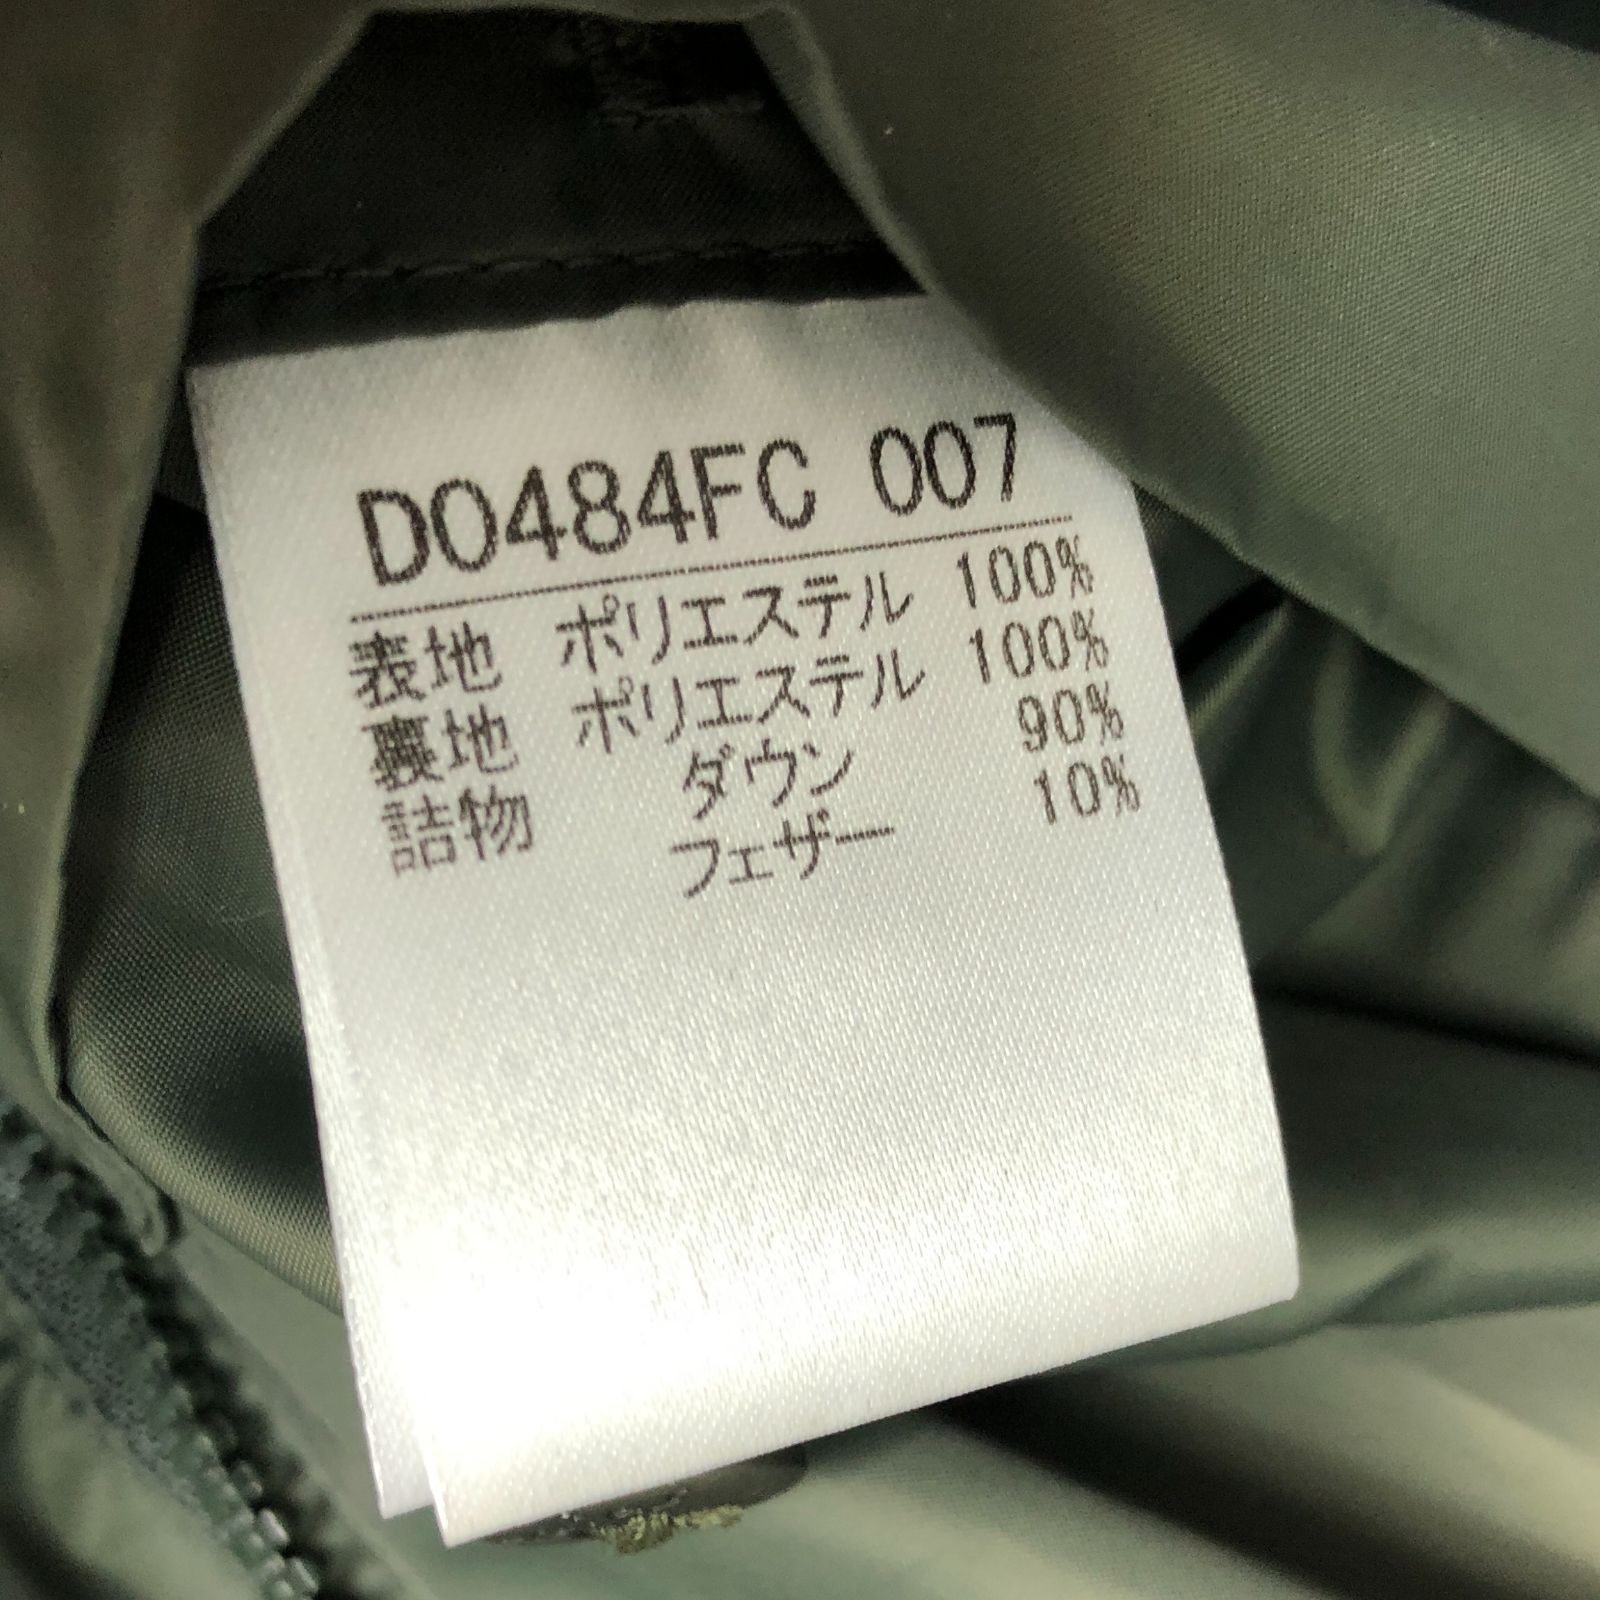 D0484FC 007
表地 ポリエステル 100%
裏地 ポリエステル 100%
詰物 ダウン 90%
フェザー 10%